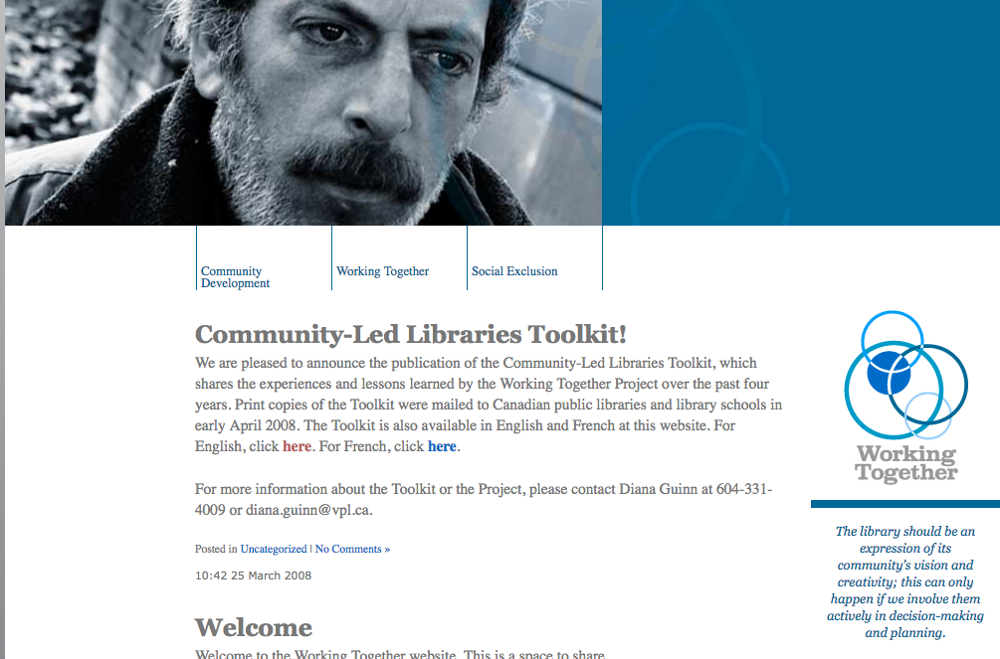 Community
Development
Working Together
Social Exclusion
Community-Led Libraries Toolkit!
We are pleased to announce the publication of the Community-Led Libraries Toolkit, which
shares the experiences and lessons learned by the Working Together Project over the past four
years. Print copies of the Toolkit were mailed to Canadian public libraries and library schools in
early April 2008. The Toolkit is also available in English and French at this website. For
English, click here. For French, click here.
For more information about the Toolkit or the Project, please contact Diana Guinn at 604-331-
4009 or diana.guinn@vpl.ca.
Posted in Uncategorized | No Comments »
10:42 25 March 2008
Welcome
Welcome to the Working Together website. This is a space to share
Working
Together
The library should be an
expression of its
community's vision and
creativity; this can only
happen if we involve them
actively in decision-making
and planning.